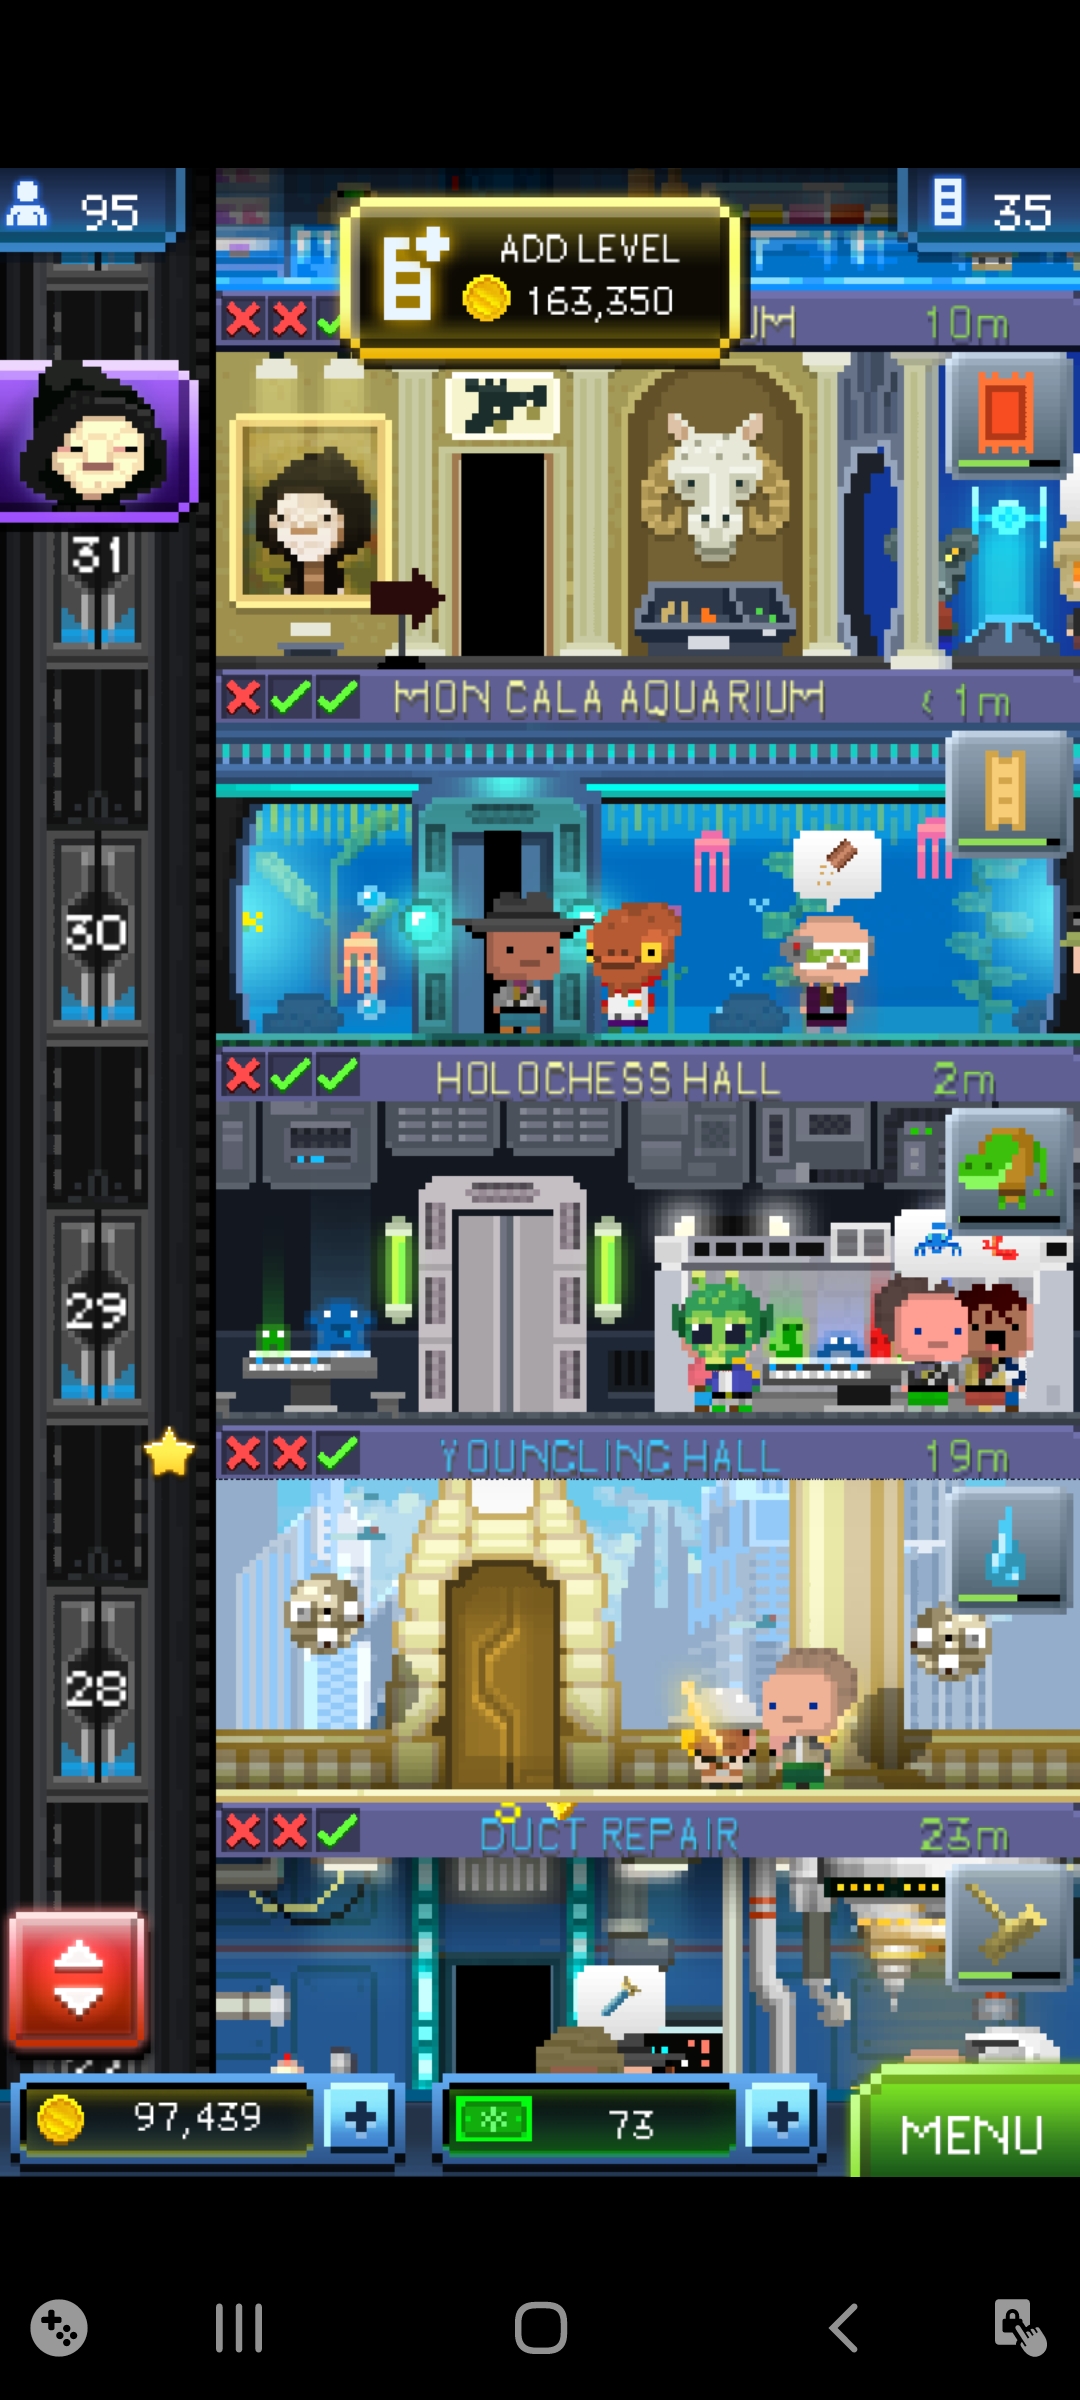 95
ADD LEVEL
163,350
35
UM
10m
31
MON CALA AQUARIUM
< 1m
30
HOLOCHESS HALL
2m
29
YOUNGLING HALL
19m
28
DUCT REPAIR
23m
97,439
73
MENU